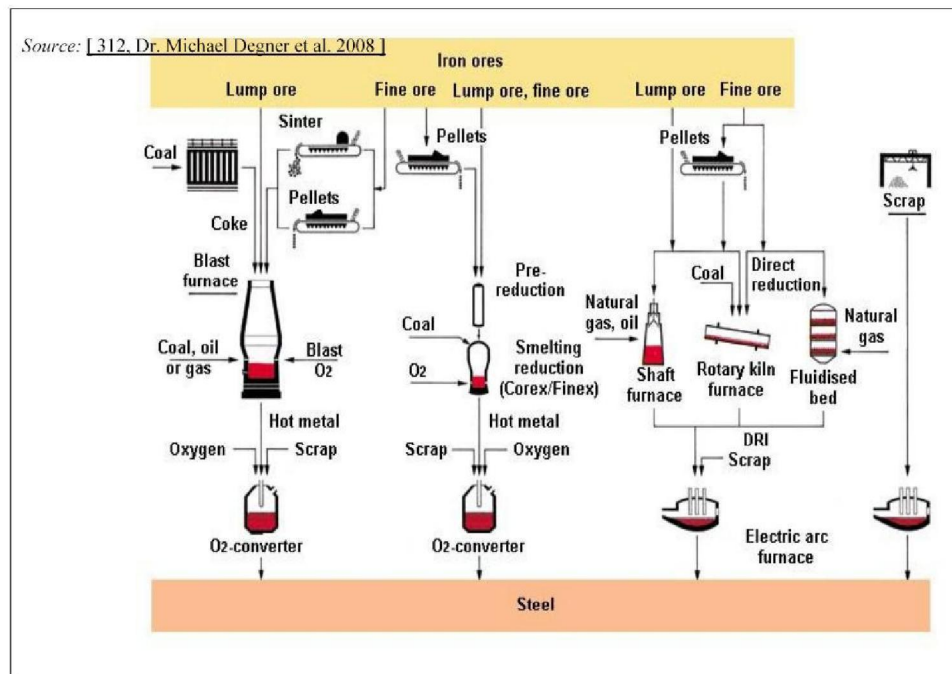 Source: [ 312, Dr. Michael Degner et al. 2008 ]
Iron ores
Lump ore
Fine ore
Lump ore, fine ore
Lump ore
Fine ore
Sinter
Coal
Pellets
Coke
Pellets
Pellets
Scrap
Blast
furnace
Pre-
reduction
Coal
Direct
reduction
Natural
gas, oil
Natural
gas
Coal
Coal, oil
or gas
Blast
O2
O2
Smelting
reduction
(Corex/Finex)
Shaft
furnace
Rotary kiln
furnace
Fluidised
bed
Hot metal
Hot metal
Oxygen
Scrap
Scrap
Oxygen
DRI
Scrap
O2-converter
O2-converter
Electric arc
furnace
Steel